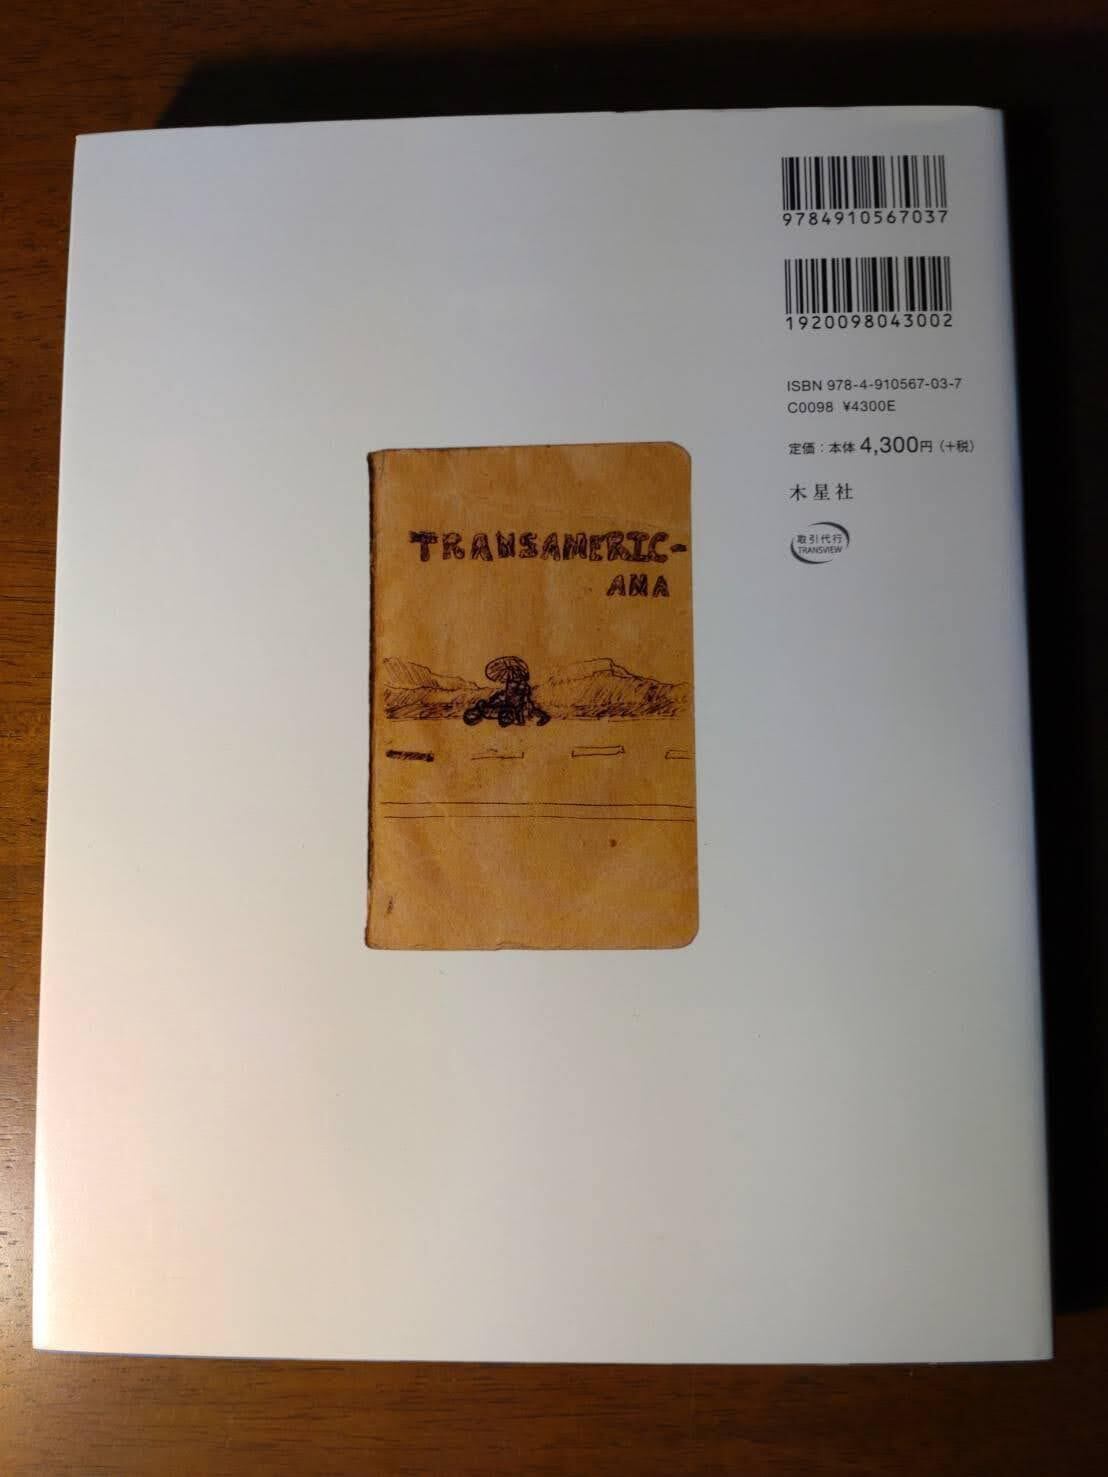 9784910567037
1920098043002
ISBN 978-4-910567-03-7
C0098 ¥4300E
定価：本体 4,300円（+税）
木星社
取引代行
TRANSVIEW
TRANSAMERIC-
ANA